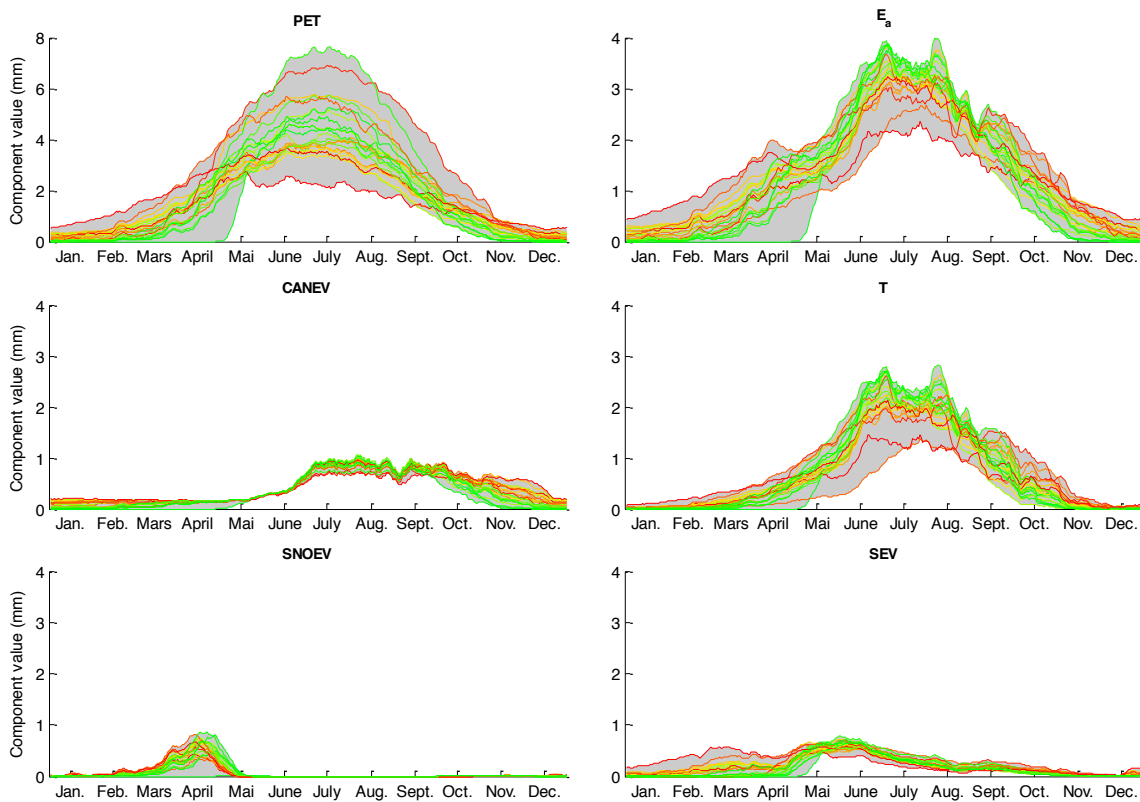 PET
Component value (mm)
8
6
4
2
0
Jan. Feb. Mars April Mai June July Aug. Sept. Oct. Nov. Dec.
Ea
4
3
2
1
0
Jan. Feb. Mars April Mai June July Aug. Sept. Oct. Nov. Dec.
CANEV
Component value (mm)
4
3
2
1
0
Jan. Feb. Mars April Mai June July Aug. Sept. Oct. Nov. Dec.
T
4
3
2
1
0
Jan. Feb. Mars April Mai June July Aug. Sept. Oct. Nov. Dec.
SNOEV
Component value (mm)
4
3
2
1
0
Jan. Feb. Mars April Mai June July Aug. Sept. Oct. Nov. Dec.
SEV
4
3
2
1
0
Jan. Feb. Mars April Mai June July Aug. Sept. Oct. Nov. Dec.